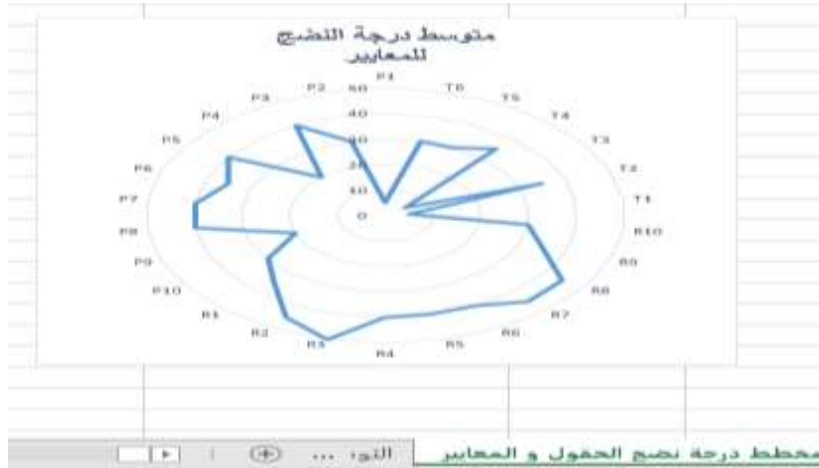 متوسط درجة النضج
للمعايير
P1
P2
P3
P4
P5
P6
P7
P8
P9
P10
R1
R2
R3
R4
R5
R6
R7
R8
R9
R10
T1
T2
T3
T4
T5
T6
50
40
30
20
10
0
مخطط درجة نضج الحقول و المعايير
... التو